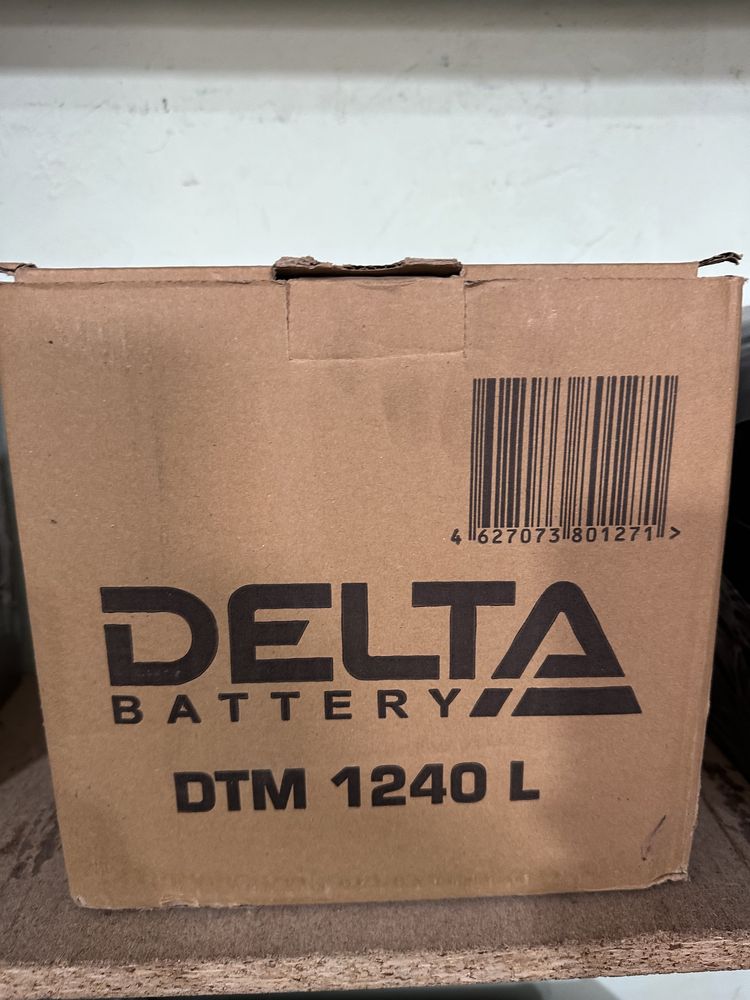 4 627073 801271 >
DELTA
BATTERY
DTM 1240 L